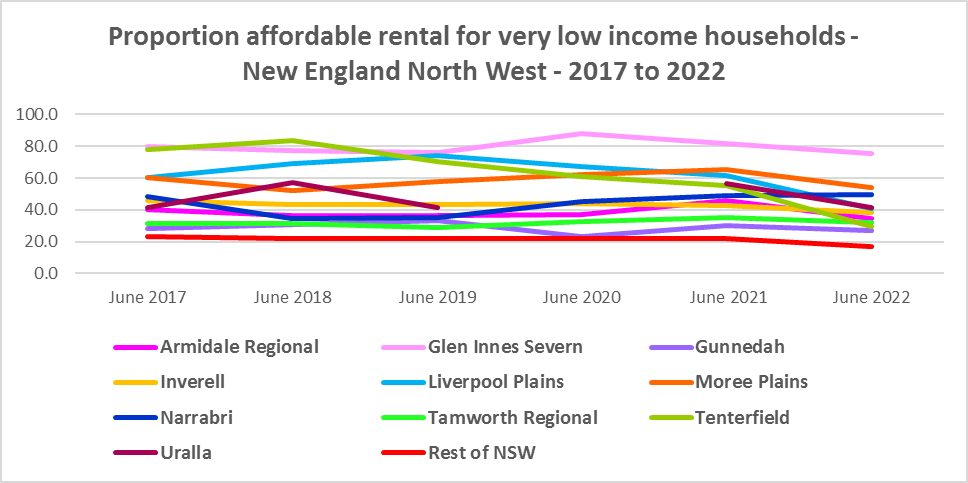 Proportion affordable rental for very low income households -
New England North West - 2017 to 2022
100.0
80.0
60.0
40.0
20.0
0.0
June 2017 June 2018 June 2019 June 2020 June 2021 June 2022
Armidale Regional Glen Innes Severn Gunnedah
Inverell Liverpool Plains Moree Plains
Narrabri Tamworth Regional Tenterfield
Uralla Rest of NSW